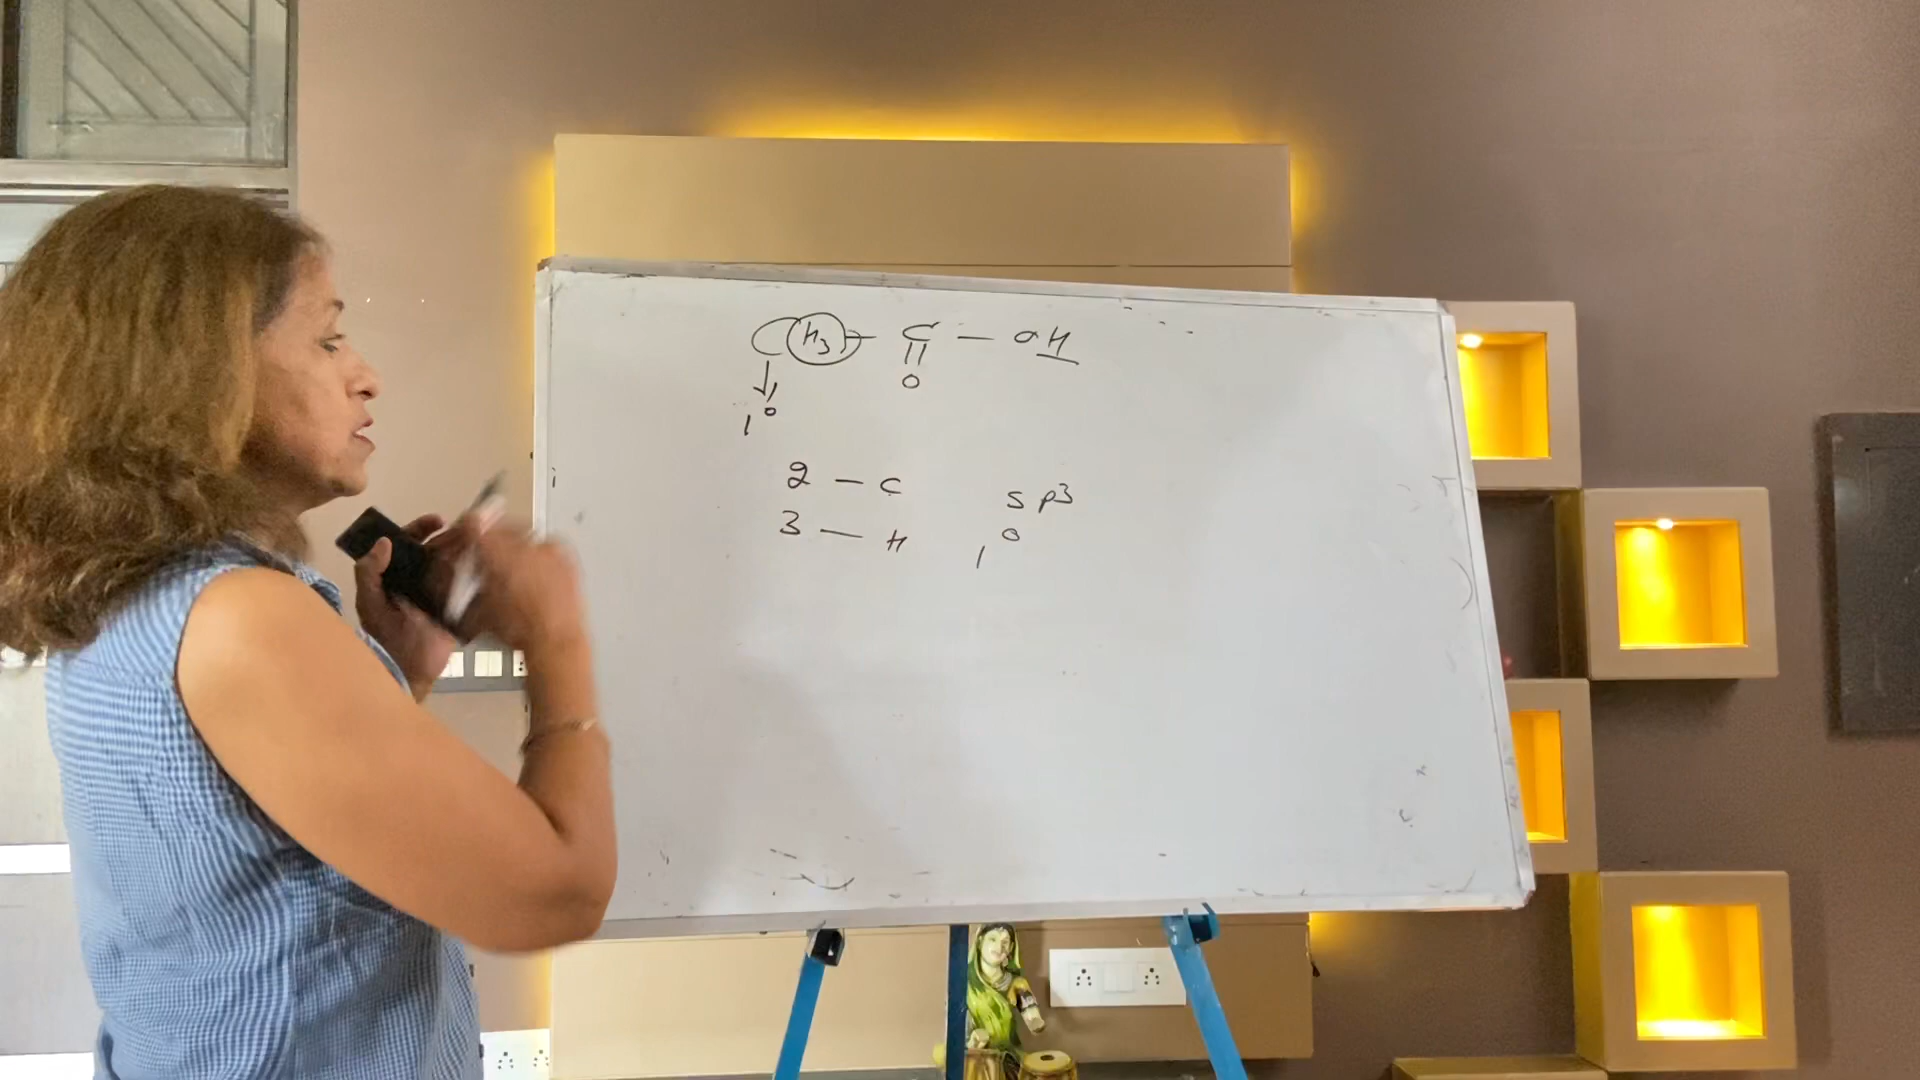 CH₃ — C — OH
||
O
↓
1°
2 — C
3 — H
sp³
1°